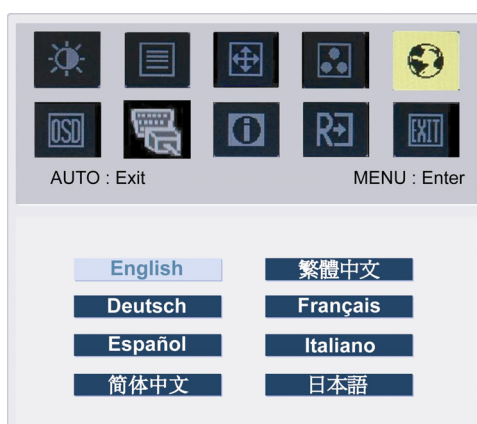 OSD
i
R
EXIT
AUTO : Exit MENU : Enter
English 繁體中文
Deutsch Français
Español Italiano
简体中文 日本語